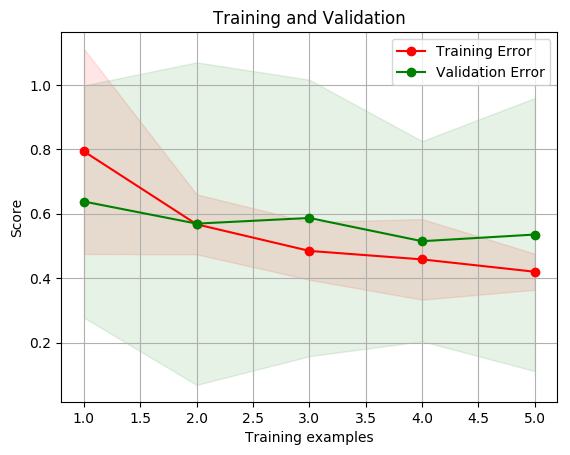 Training and Validation
Training Error
Validation Error
Score
1.0
0.8
0.6
0.4
0.2
1.0 1.5 2.0 2.5 3.0 3.5 4.0 4.5 5.0
Training examples